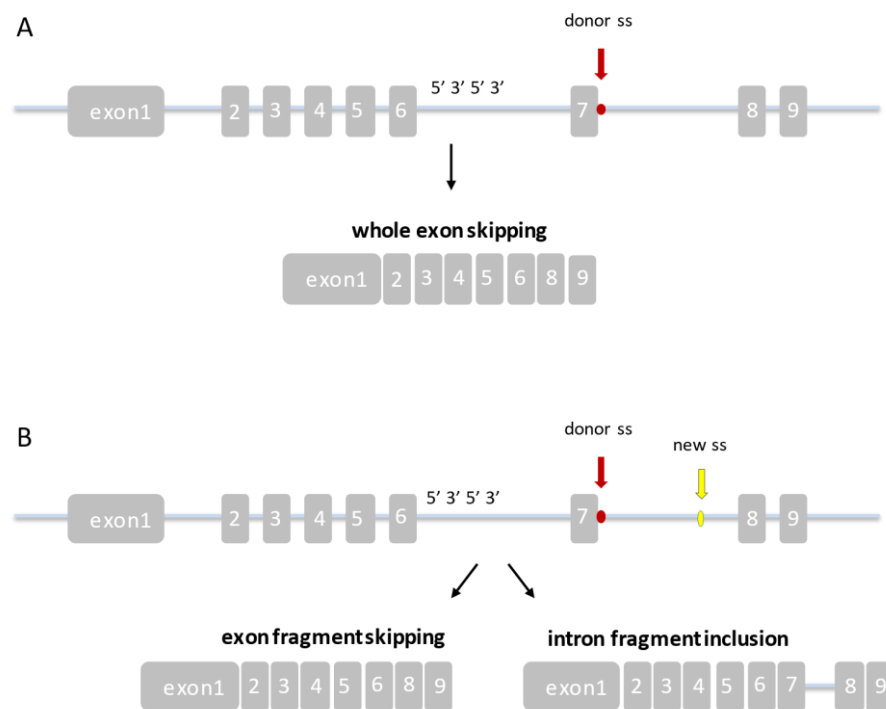 A
donor ss
5’ 3’ 5’ 3’
exon1 2 3 4 5 6 7 8 9
whole exon skipping
exon1 2 3 4 5 6 8 9
B
donor ss
new ss
5’ 3’ 5’ 3’
exon1 2 3 4 5 6 7 8 9
exon fragment skipping
intron fragment inclusion
exon1 2 3 4 5 6 8 9
exon1 2 3 4 5 6 7 8 9